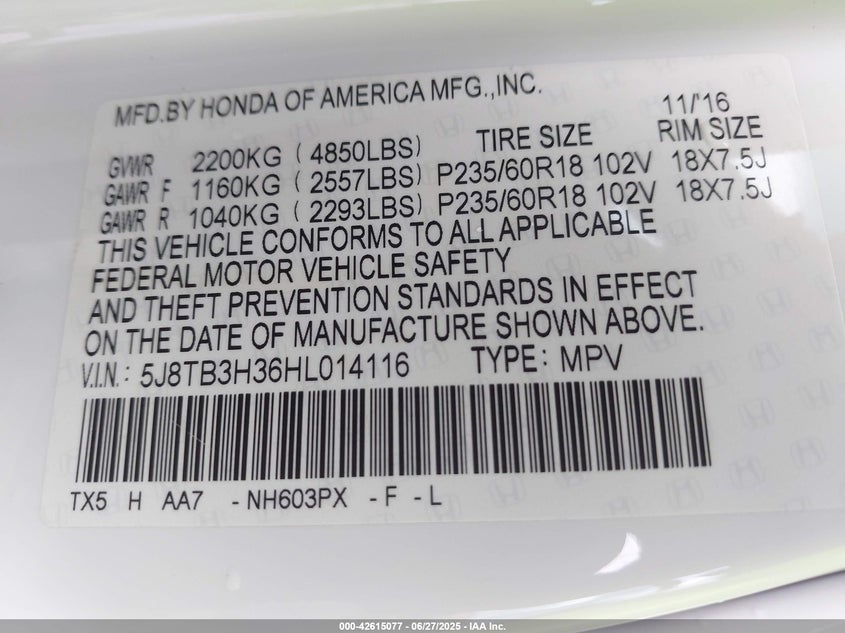 MFD.BY HONDA OF AMERICA MFG.,INC.
11/'16
TIRE SIZE RIM SIZE
GVWR 2200KG ( 4850LBS)
GAWR F 1160KG ( 2557LBS) P235/60R18 102V 18X7.5J
GAWR R 1040KG ( 2293LBS) P235/60R18 102V 18X7.5J
THIS VEHICLE CONFORMS TO ALL APPLICABLE
FEDERAL MOTOR VEHICLE SAFETY
AND THEFT PREVENTION STANDARDS IN EFFECT
ON THE DATE OF MANUFACTURE SHOWN ABOVE.
V.I.N.: 5J8TB3H36HL014116 TYPE: MPV
TX5 H AA7 -NH603PX -F -L
000-42615077 - 06/27/2025 - IAA Inc.